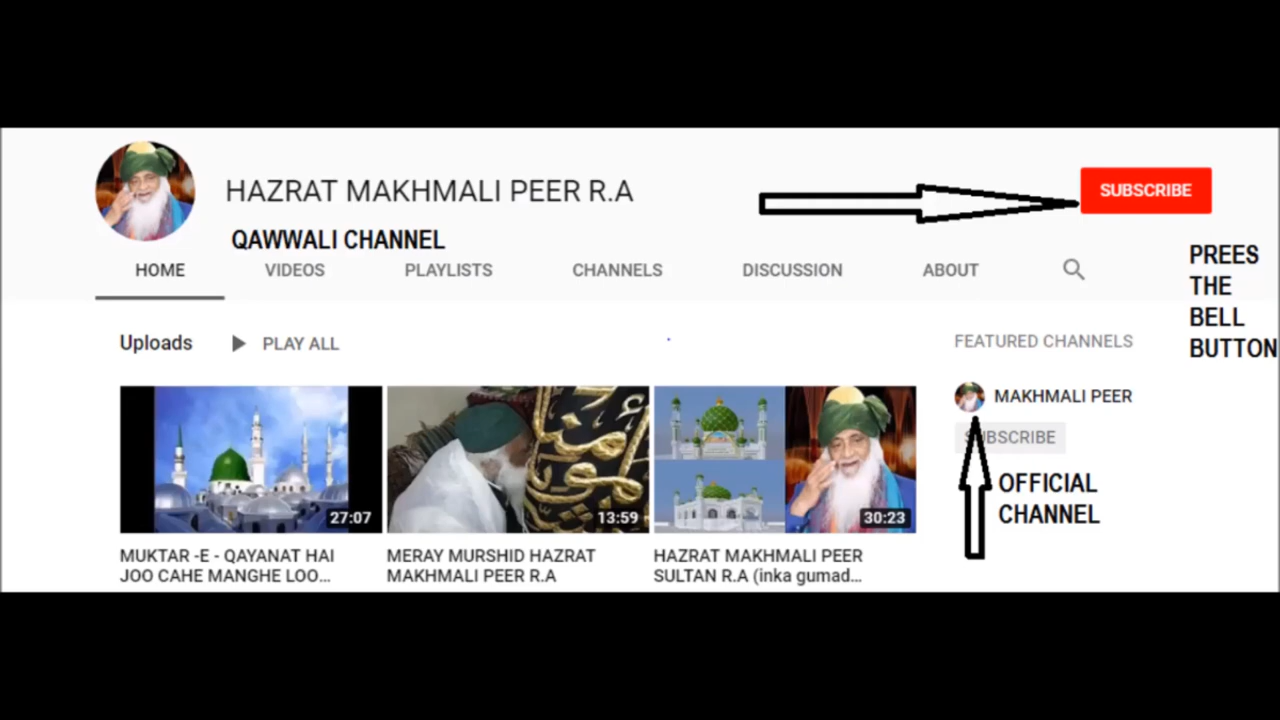 HAZRAT MAKHMALI PEER R.A
SUBSCRIBE
QAWWALI CHANNEL
HOME VIDEOS PLAYLISTS CHANNELS DISCUSSION ABOUT
PREES
THE
BELL
BUTTON
Uploads PLAY ALL
FEATURED CHANNELS
MAKHMALI PEER
SUBSCRIBE
OFFICIAL
CHANNEL
27:07
MUKTAR -E - QAYANAT HAI
JOO CAHE MANGHE LOO...
13:59
MERAY MURSHID HAZRAT
MAKHMALI PEER R.A
30:23
HAZRAT MAKHMALI PEER
SULTAN R.A (inka gumad...